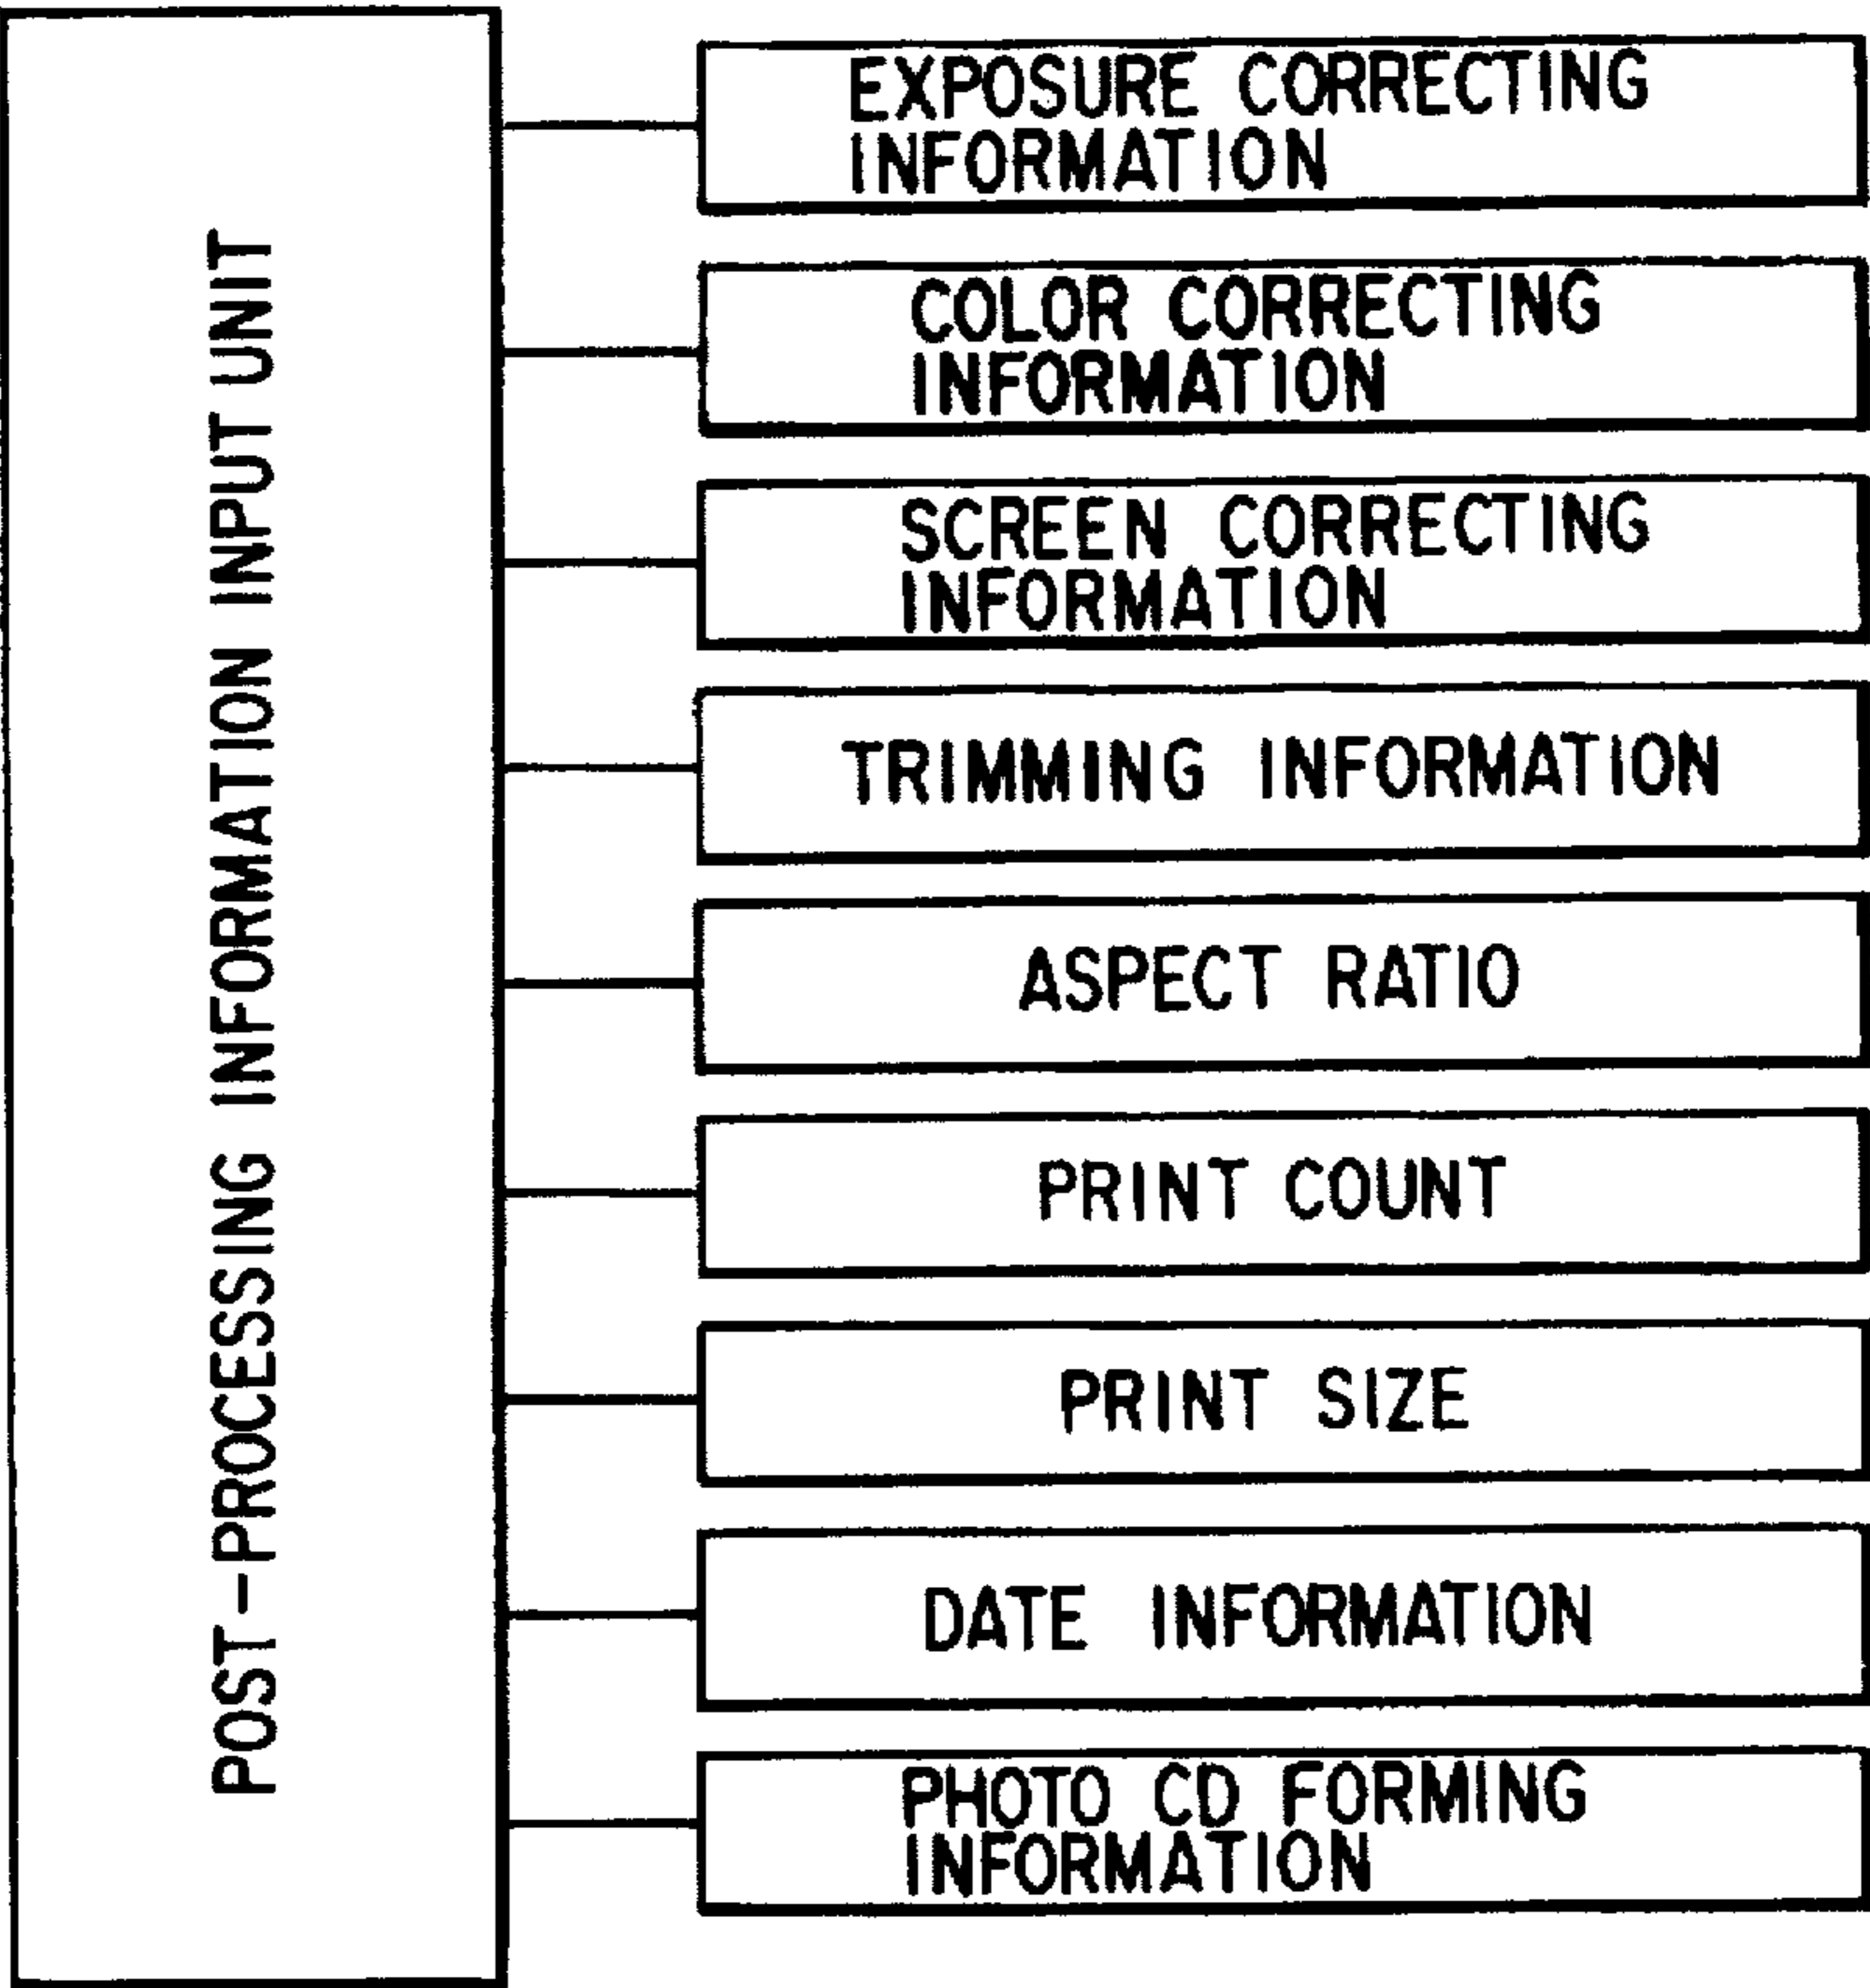 POST-PROCESSING INFORMATION INPUT UNIT
EXPOSURE CORRECTING
INFORMATION
COLOR CORRECTING
INFORMATION
SCREEN CORRECTING
INFORMATION
TRIMMING INFORMATION
ASPECT RATIO
PRINT COUNT
PRINT SIZE
DATE INFORMATION
PHOTO CD FORMING
INFORMATION